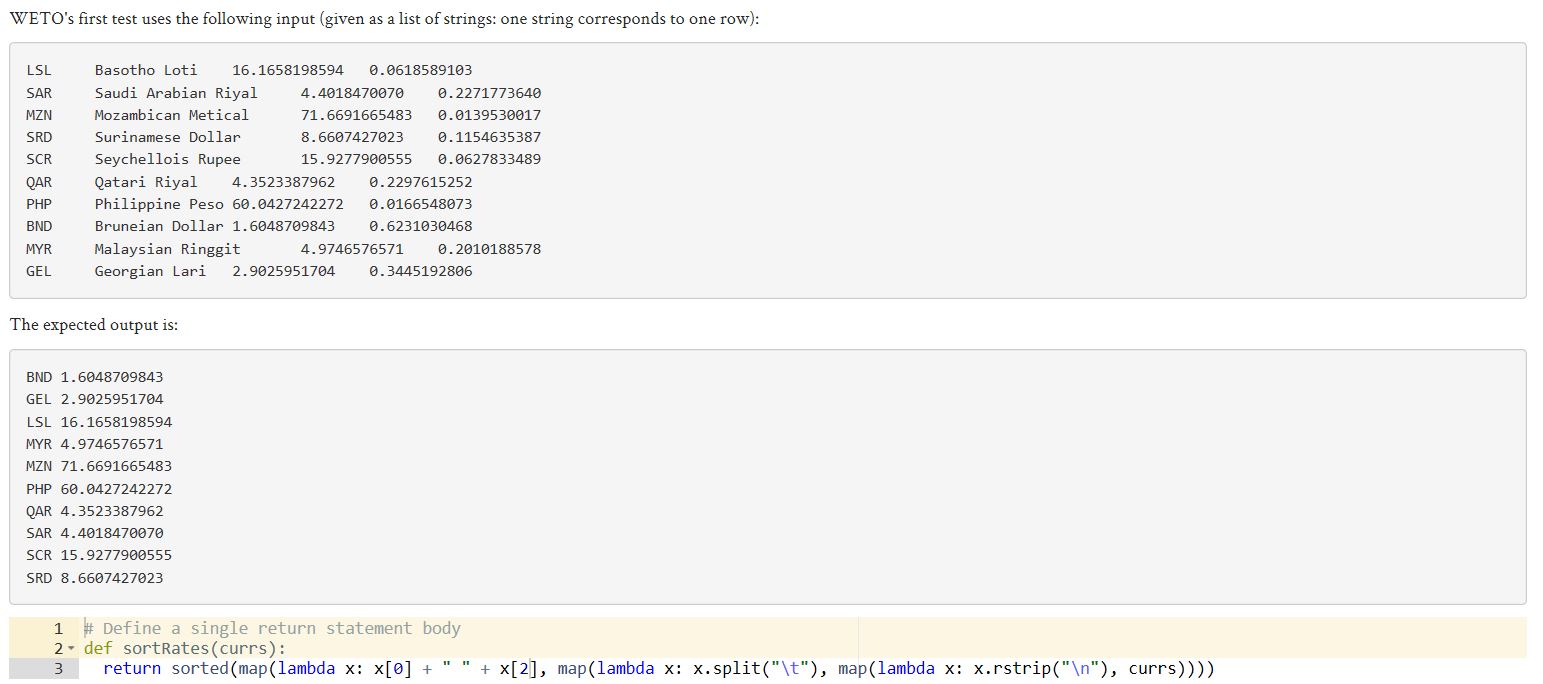 WETO's first test uses the following input (given as a list of strings: one string corresponds to one row):
LSL     Basotho Loti    16.1658198594   0.0618589103
SAR     Saudi Arabian Riyal     4.4018470070    0.2271773640
MZN     Mozambican Metical      71.6691665483   0.0139530017
SRD     Surinamese Dollar       8.6607427023    0.1154635387
SCR     Seychellois Rupee       15.9277900555   0.0627833489
QAR     Qatari Riyal    4.3523387962    0.2297615252
PHP     Philippine Peso 60.0427242272   0.0166548073
BND     Bruneian Dollar 1.6048709843    0.6231030468
MYR     Malaysian Ringgit       4.9746576571    0.2010188578
GEL     Georgian Lari   2.9025951704    0.3445192806
The expected output is:
BND 1.6048709843
GEL 2.9025951704
LSL 16.1658198594
MYR 4.9746576571
MZN 71.6691665483
PHP 60.0427242272
QAR 4.3523387962
SAR 4.4018470070
SCR 15.9277900555
SRD 8.6607427023
1 # Define a single return statement body
2 def sortRates(currs):
3   return sorted(map(lambda x: x[0] + " " + x[2], map(lambda x: x.split("\t"), map(lambda x: x.rstrip("\n"), currs))))